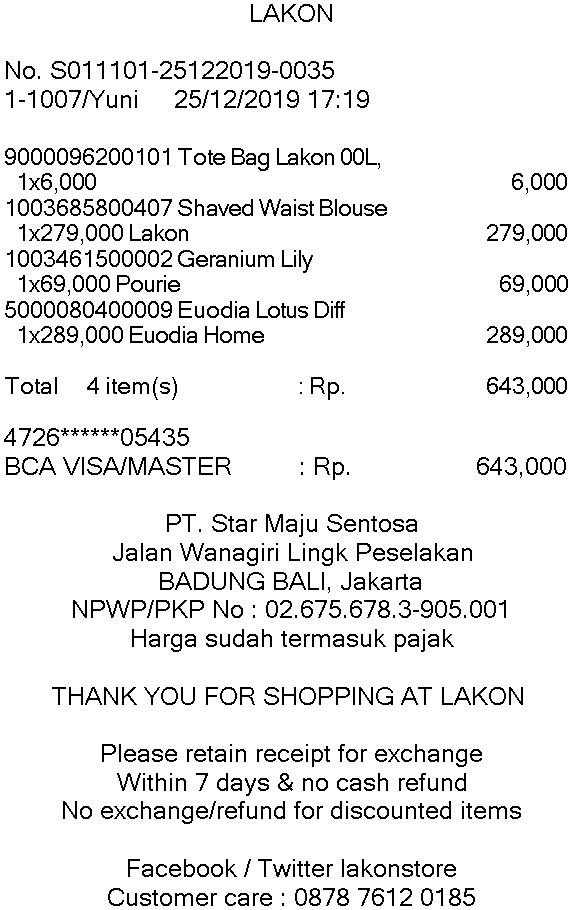 LAKON
No. S011101-25122019-0035
1-1007/Yuni 25/12/2019 17:19
9000096200101 Tote Bag Lakon 00L,
1x6,000 6,000
1003685800407 Shaved Waist Blouse
1x279,000 Lakon 279,000
1003461500002 Geranium Lily
1x69,000 Pourie 69,000
5000080400009 Euodia Lotus Diff
1x289,000 Euodia Home 289,000
Total 4 item(s) : Rp. 643,000
4726******05435
BCA VISA/MASTER : Rp. 643,000
PT. Star Maju Sentosa
Jalan Wanagiri Lingk Peselakan
BADUNG BALI, Jakarta
NPWP/PKP No : 02.675.678.3-905.001
Harga sudah termasuk pajak
THANK YOU FOR SHOPPING AT LAKON
Please retain receipt for exchange
Within 7 days & no cash refund
No exchange/refund for discounted items
Facebook / Twitter lakonstore
Customer care : 0878 7612 0185